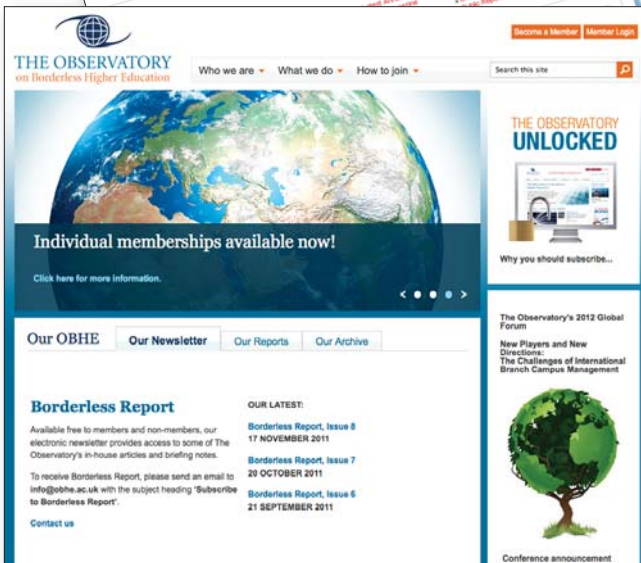 Become a Member Member Login
THE OBSERVATORY
on Borderless Higher Education
Who we are What we do How to join
Search this site
Individual memberships available now!
Click here for more information.
THE OBSERVATORY
UNLOCKED
Why you should subscribe...
Our OBHE Our Newsletter Our Reports Our Archive
Borderless Report
Available free to members and non-members, our
electronic newsletter provides access to some of The
Observatory's in-house articles and briefing notes.
To receive Borderless Report, please send an email to
info@obhe.ac.uk with the subject heading 'Subscribe
to Borderless Report'.
Contact us
OUR LATEST:
Borderless Report, Issue 8
17 NOVEMBER 2011
Borderless Report, Issue 7
20 OCTOBER 2011
Borderless Report, Issue 6
21 SEPTEMBER 2011
The Observatory's 2012 Global
Forum
New Players and New
Directions:
The Challenges of International
Branch Campus Management
Conference announcement